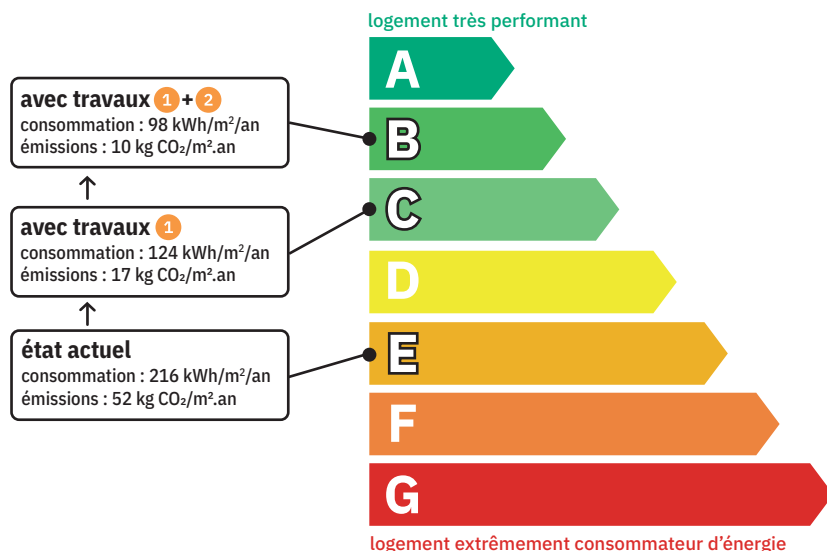 logement très performant
A
avec travaux 1 + 2
consommation : 98 kWh/m²/an
émissions : 10 kg CO₂/m².an
B
avec travaux 1
consommation : 124 kWh/m²/an
émissions : 17 kg CO₂/m².an
C
D
état actuel
consommation : 216 kWh/m²/an
émissions : 52 kg CO₂/m².an
E
F
G
logement extrêmement consommateur d’énergie